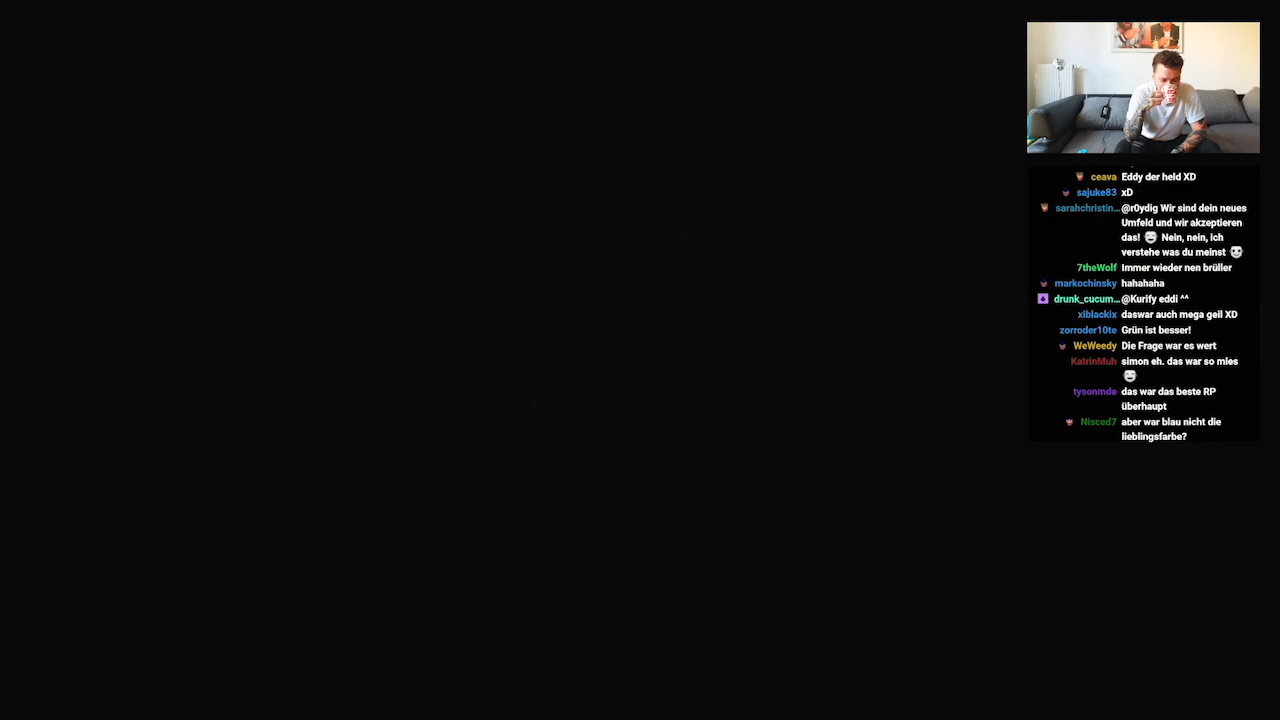 ceava Eddy der held XD
sajuke83 xD
sarahchristin... @r0ydig Wir sind dein neues
Umfeld und wir akzeptieren
das! Nein, nein, ich
verstehe was du meinst
7theWolf Immer wieder nen brüller
markochinsky hahahaha
drunk_cucum... @Kurify eddi ^^
xiblackix daswar auch mega geil XD
zorroder10te Grün ist besser!
WeWeedy Die Frage war es wert
KatrinMuh simon eh. das war so mies
tysonmde das war das beste RP
überhaupt
Nisced7 aber war blau nicht die
lieblingsfarbe?